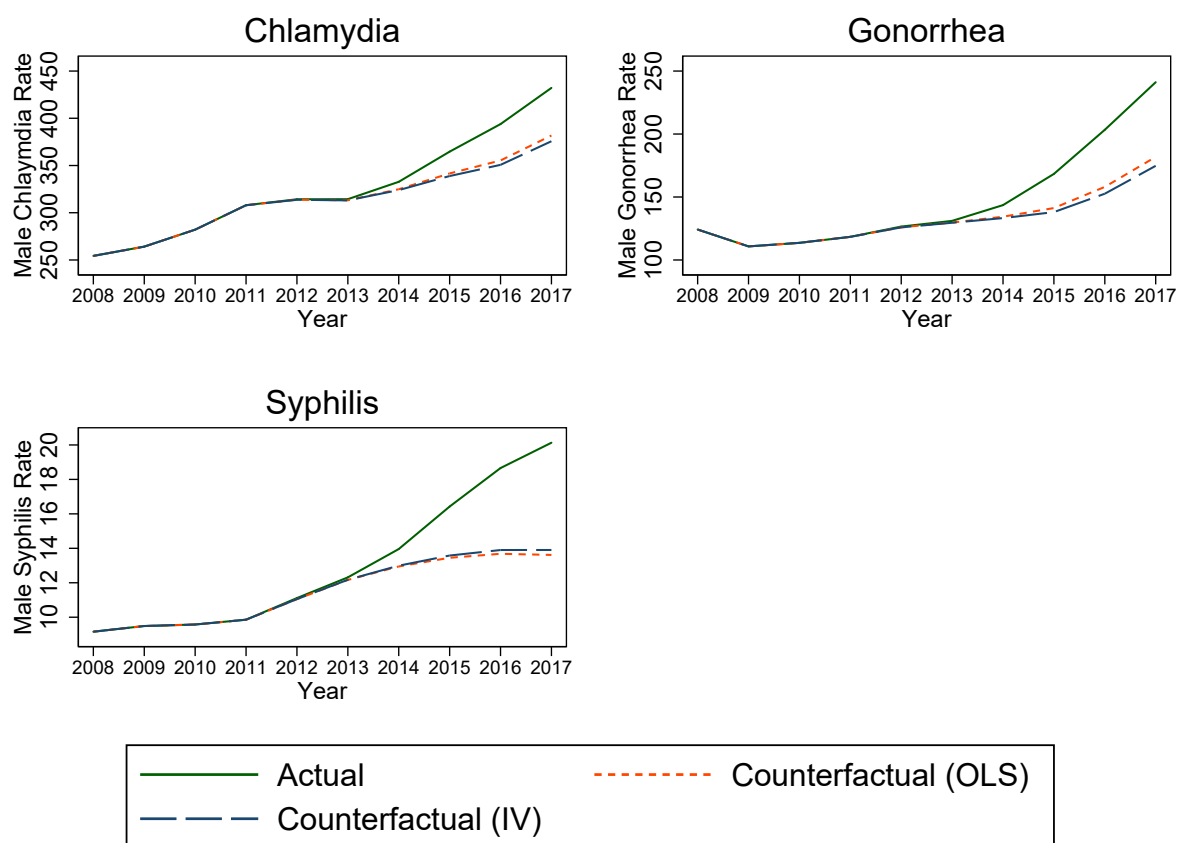 Chlamydia
Male Chlaymdia Rate
450
400
350
300
250
2008 2009 2010 2011 2012 2013 2014 2015 2016 2017
Year
Gonorrhea
Male Gonorrhea Rate
250
200
150
100
2008 2009 2010 2011 2012 2013 2014 2015 2016 2017
Year
Syphilis
Male Syphilis Rate
20
18
16
14
12
10
2008 2009 2010 2011 2012 2013 2014 2015 2016 2017
Year
Actual
Counterfactual (OLS)
Counterfactual (IV)